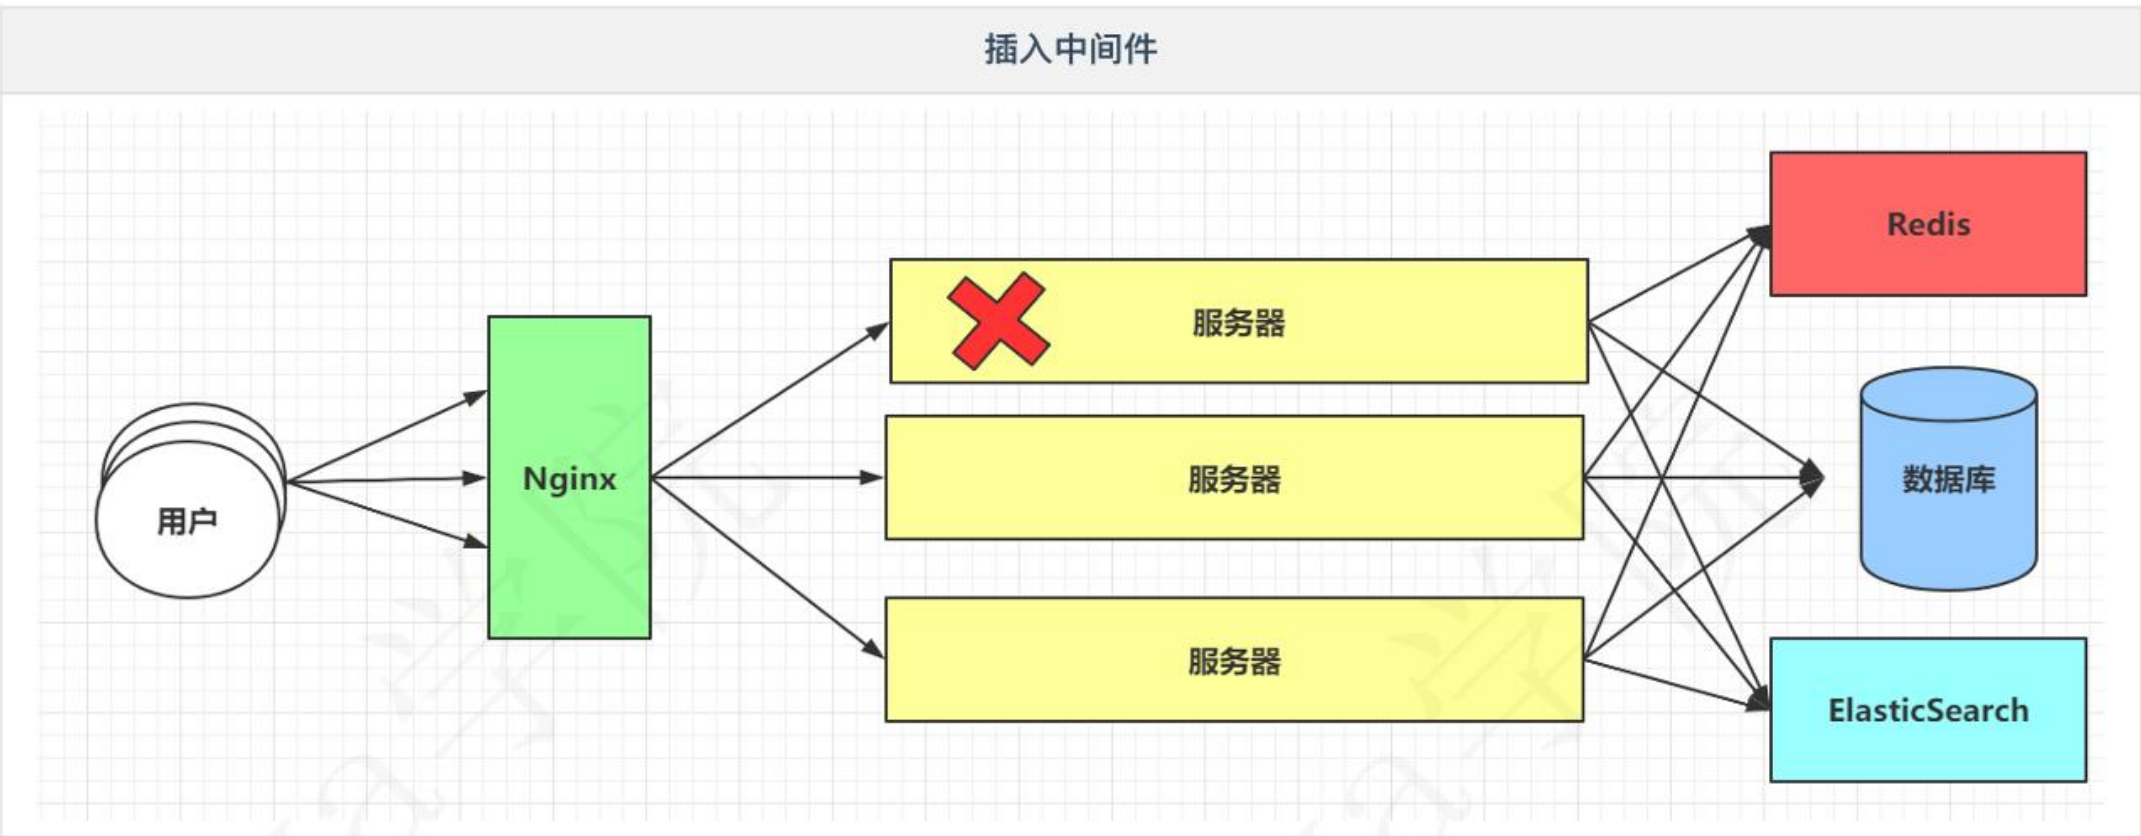 插入中间件
Redis
服务器
用户
Nginx
服务器
数据库
服务器
ElasticSearch